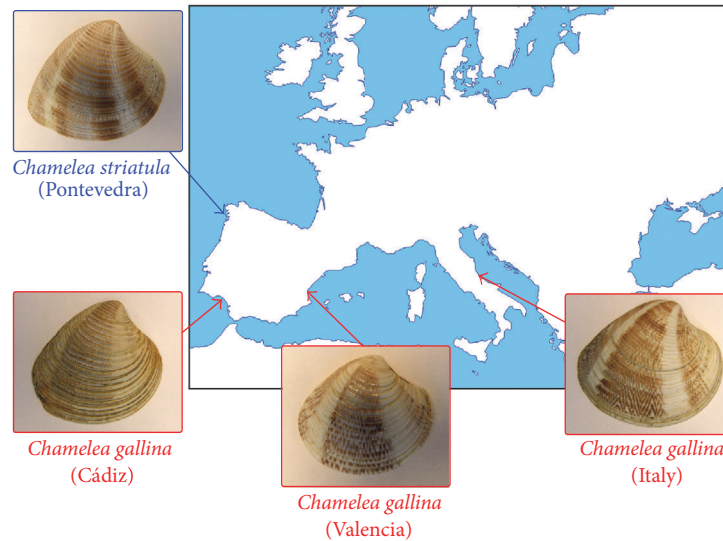 Chamelea striatula
(Pontevedra)
Chamelea gallina
(Cádiz)
Chamelea gallina
(Valencia)
Chamelea gallina
(Italy)